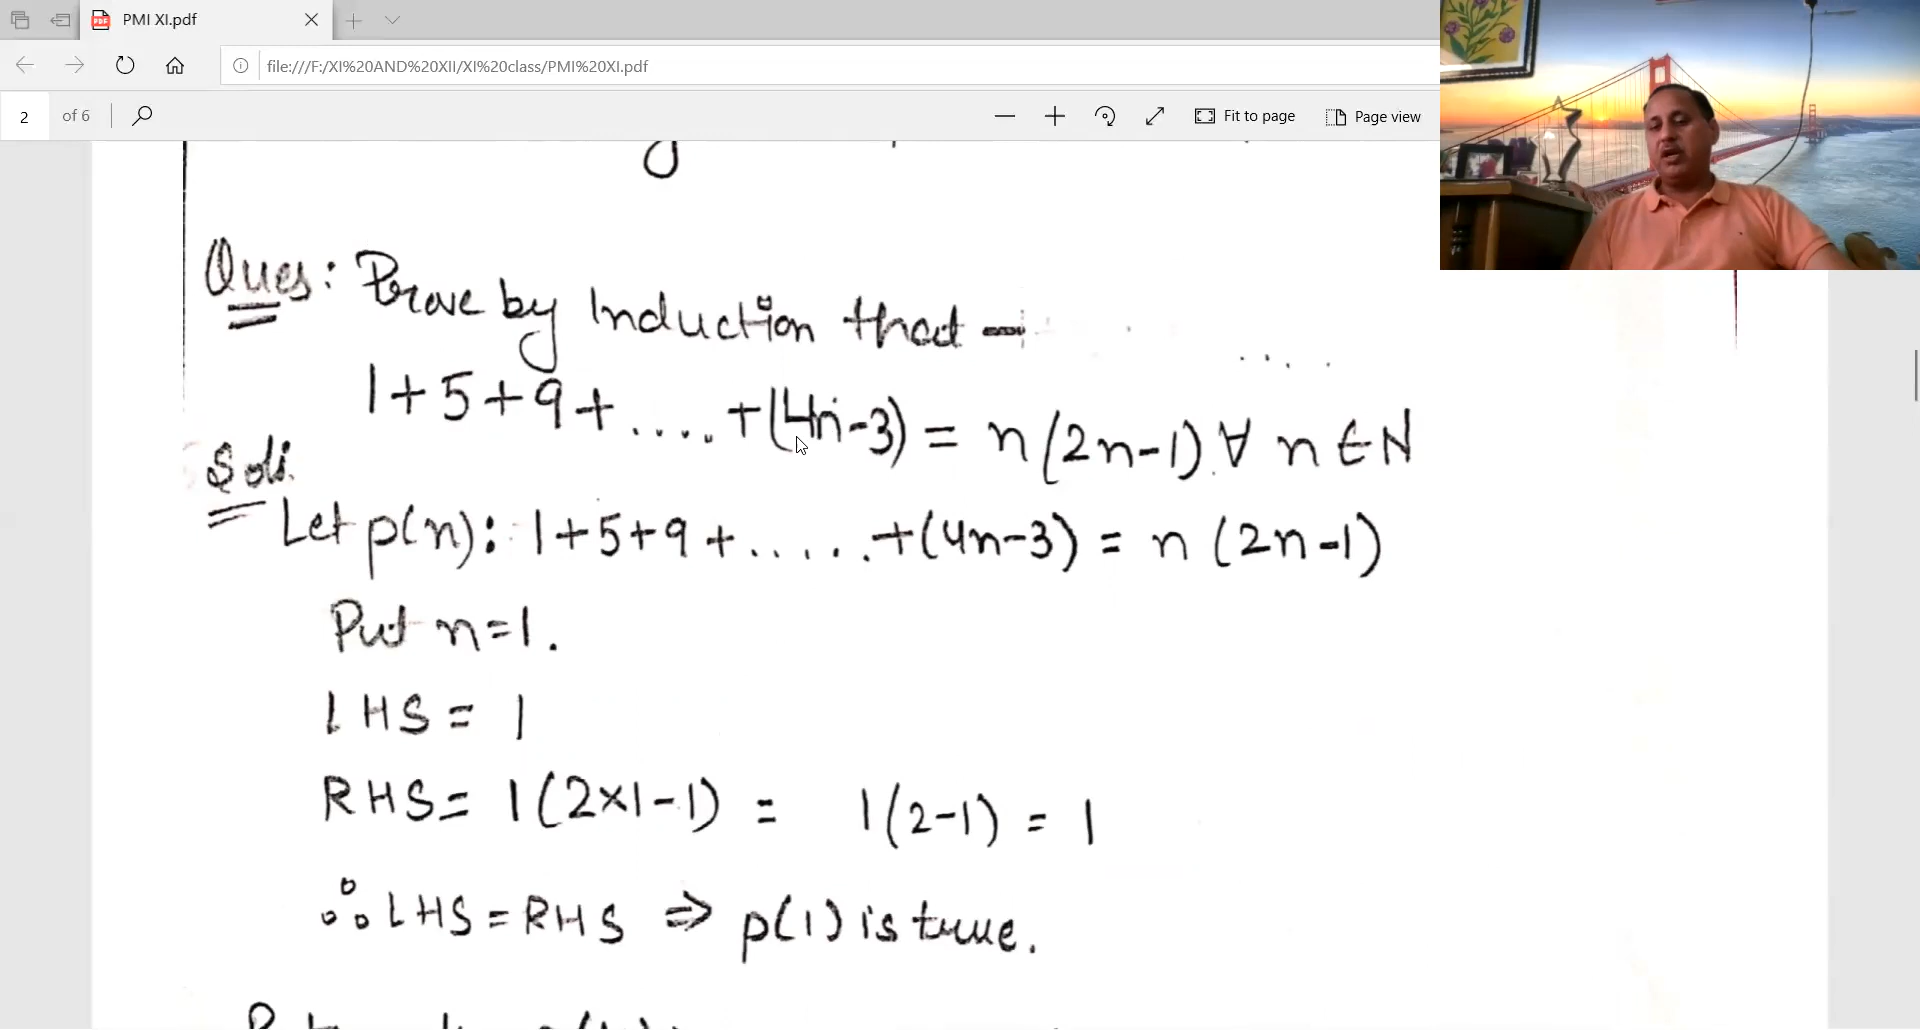 PMI XI.pdf
file:///F:/XI%20AND%20XII/XI%20class/PMI%20XI.pdf
2 of 6
Fit to page
Page view
Ques: Prove by Induction that —
1+5+9+.....+(4n-3) = n(2n-1) ∀ n ∈ N
Sol:
Let p(n): 1+5+9+......+(4n-3) = n(2n-1)
Put n=1.
LHS = 1
RHS = 1(2×1-1) = 1(2-1) = 1
∴ LHS = RHS ⇒ p(1) is true.